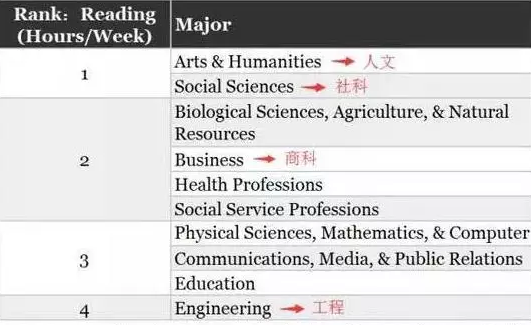 Rank: Reading
(Hours/Week)
Major
1
Arts & Humanities → 人文
Social Sciences → 社科
2
Biological Sciences, Agriculture, & Natural
Resources
Business → 商科
Health Professions
Social Service Professions
3
Physical Sciences, Mathematics, & Computer
Communications, Media, & Public Relations
Education
4
Engineering → 工程